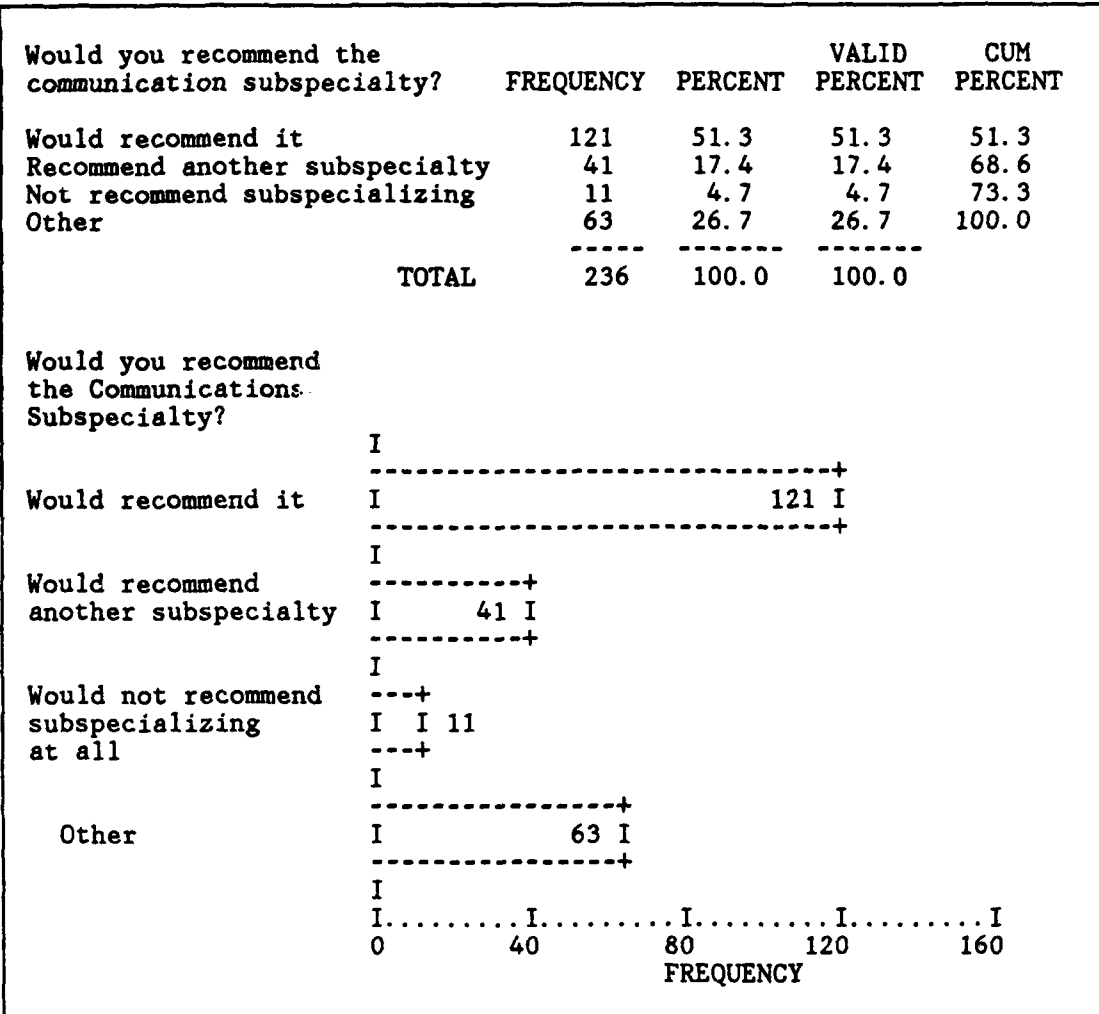 Would you recommend the VALID CUM
communication subspecialty? FREQUENCY PERCENT PERCENT PERCENT
Would recommend it 121 51.3 51.3 51.3
Recommend another subspecialty 41 17.4 17.4 68.6
Not recommend subspecializing 11 4.7 4.7 73.3
Other 63 26.7 26.7 100.0
----- ------- -------
TOTAL 236 100.0 100.0
Would you recommend
the Communications
Subspecialty?
I
------------------------------+
Would recommend it I 121 I
------------------------------+
I
Would recommend ----------+
another subspecialty I 41 I
----------+
I
Would not recommend ---+
subspecializing I I 11
at all ---+
I
----------------+
Other I 63 I
----------------+
I
I.........I.........I.........I.........I
0 40 80 120 160
FREQUENCY